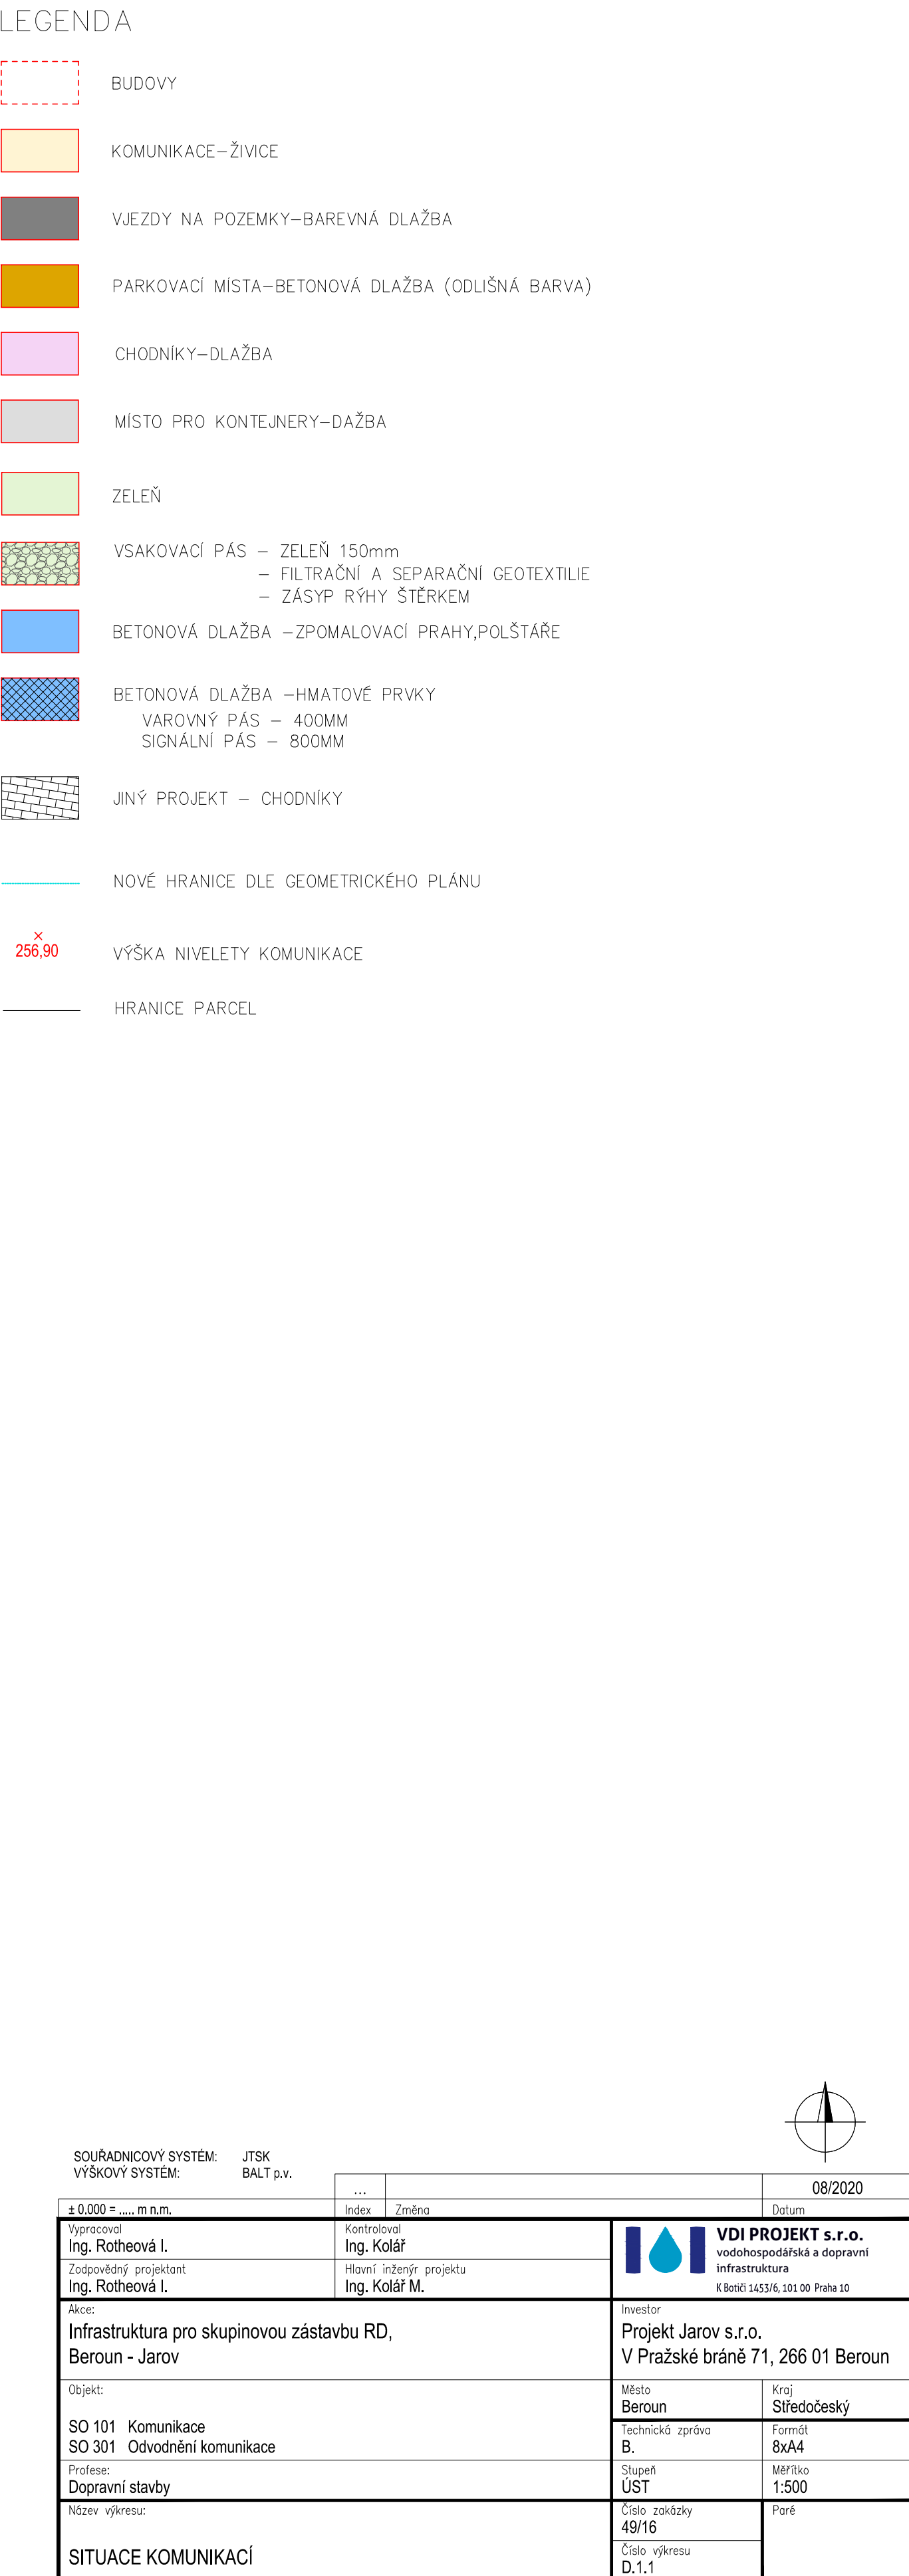 LEGENDA
BUDOVY
KOMUNIKACE-ŽIVICE
VJEZDY NA POZEMKY-BAREVNÁ DLAŽBA
PARKOVACÍ MÍSTA-BETONOVÁ DLAŽBA (ODLIŠNÁ BARVA)
CHODNÍKY-DLAŽBA
MÍSTO PRO KONTEJNERY-DAŽBA
ZELEŇ
VSAKOVACÍ PÁS - ZELEŇ 150mm
- FILTRAČNÍ A SEPARAČNÍ GEOTEXTILIE
- ZÁSYP RÝHY ŠTĚRKEM
BETONOVÁ DLAŽBA -ZPOMALOVACÍ PRAHY,POLŠTÁŘE
BETONOVÁ DLAŽBA -HMATOVÉ PRVKY
VAROVNÝ PÁS - 400MM
SIGNÁLNÍ PÁS - 800MM
JINÝ PROJEKT - CHODNÍKY
NOVÉ HRANICE DLE GEOMETRICKÉHO PLÁNU
256,90
VÝŠKA NIVELETY KOMUNIKACE
HRANICE PARCEL
SOUŘADNICOVÝ SYSTÉM: JTSK
VÝŠKOVÝ SYSTÉM: BALT p.v.
... 08/2020
± 0,000 = ..... m n.m. Index Změna Datum
Vypracoval Kontroloval
Ing. Rotheová I. Ing. Kolář
Zodpovědný projektant Hlavní inženýr projektu
Ing. Rotheová I. Ing. Kolář M.
VDI PROJEKT s.r.o.
vodohospodářská a dopravní
infrastruktura
K Botiči 1453/6, 101 00 Praha 10
Akce:
Infrastruktura pro skupinovou zástavbu RD,
Beroun - Jarov
Investor
Projekt Jarov s.r.o.
V Pražské bráně 71, 266 01 Beroun
Objekt:
SO 101 Komunikace
SO 301 Odvodnění komunikace
Město Kraj
Beroun Středočeský
Technická zpráva Formát
B. 8xA4
Profese:
Dopravní stavby
Stupeň Měřítko
ÚST 1:500
Název výkresu:
SITUACE KOMUNIKACÍ
Číslo zakázky Paré
49/16
Číslo výkresu
D.1.1